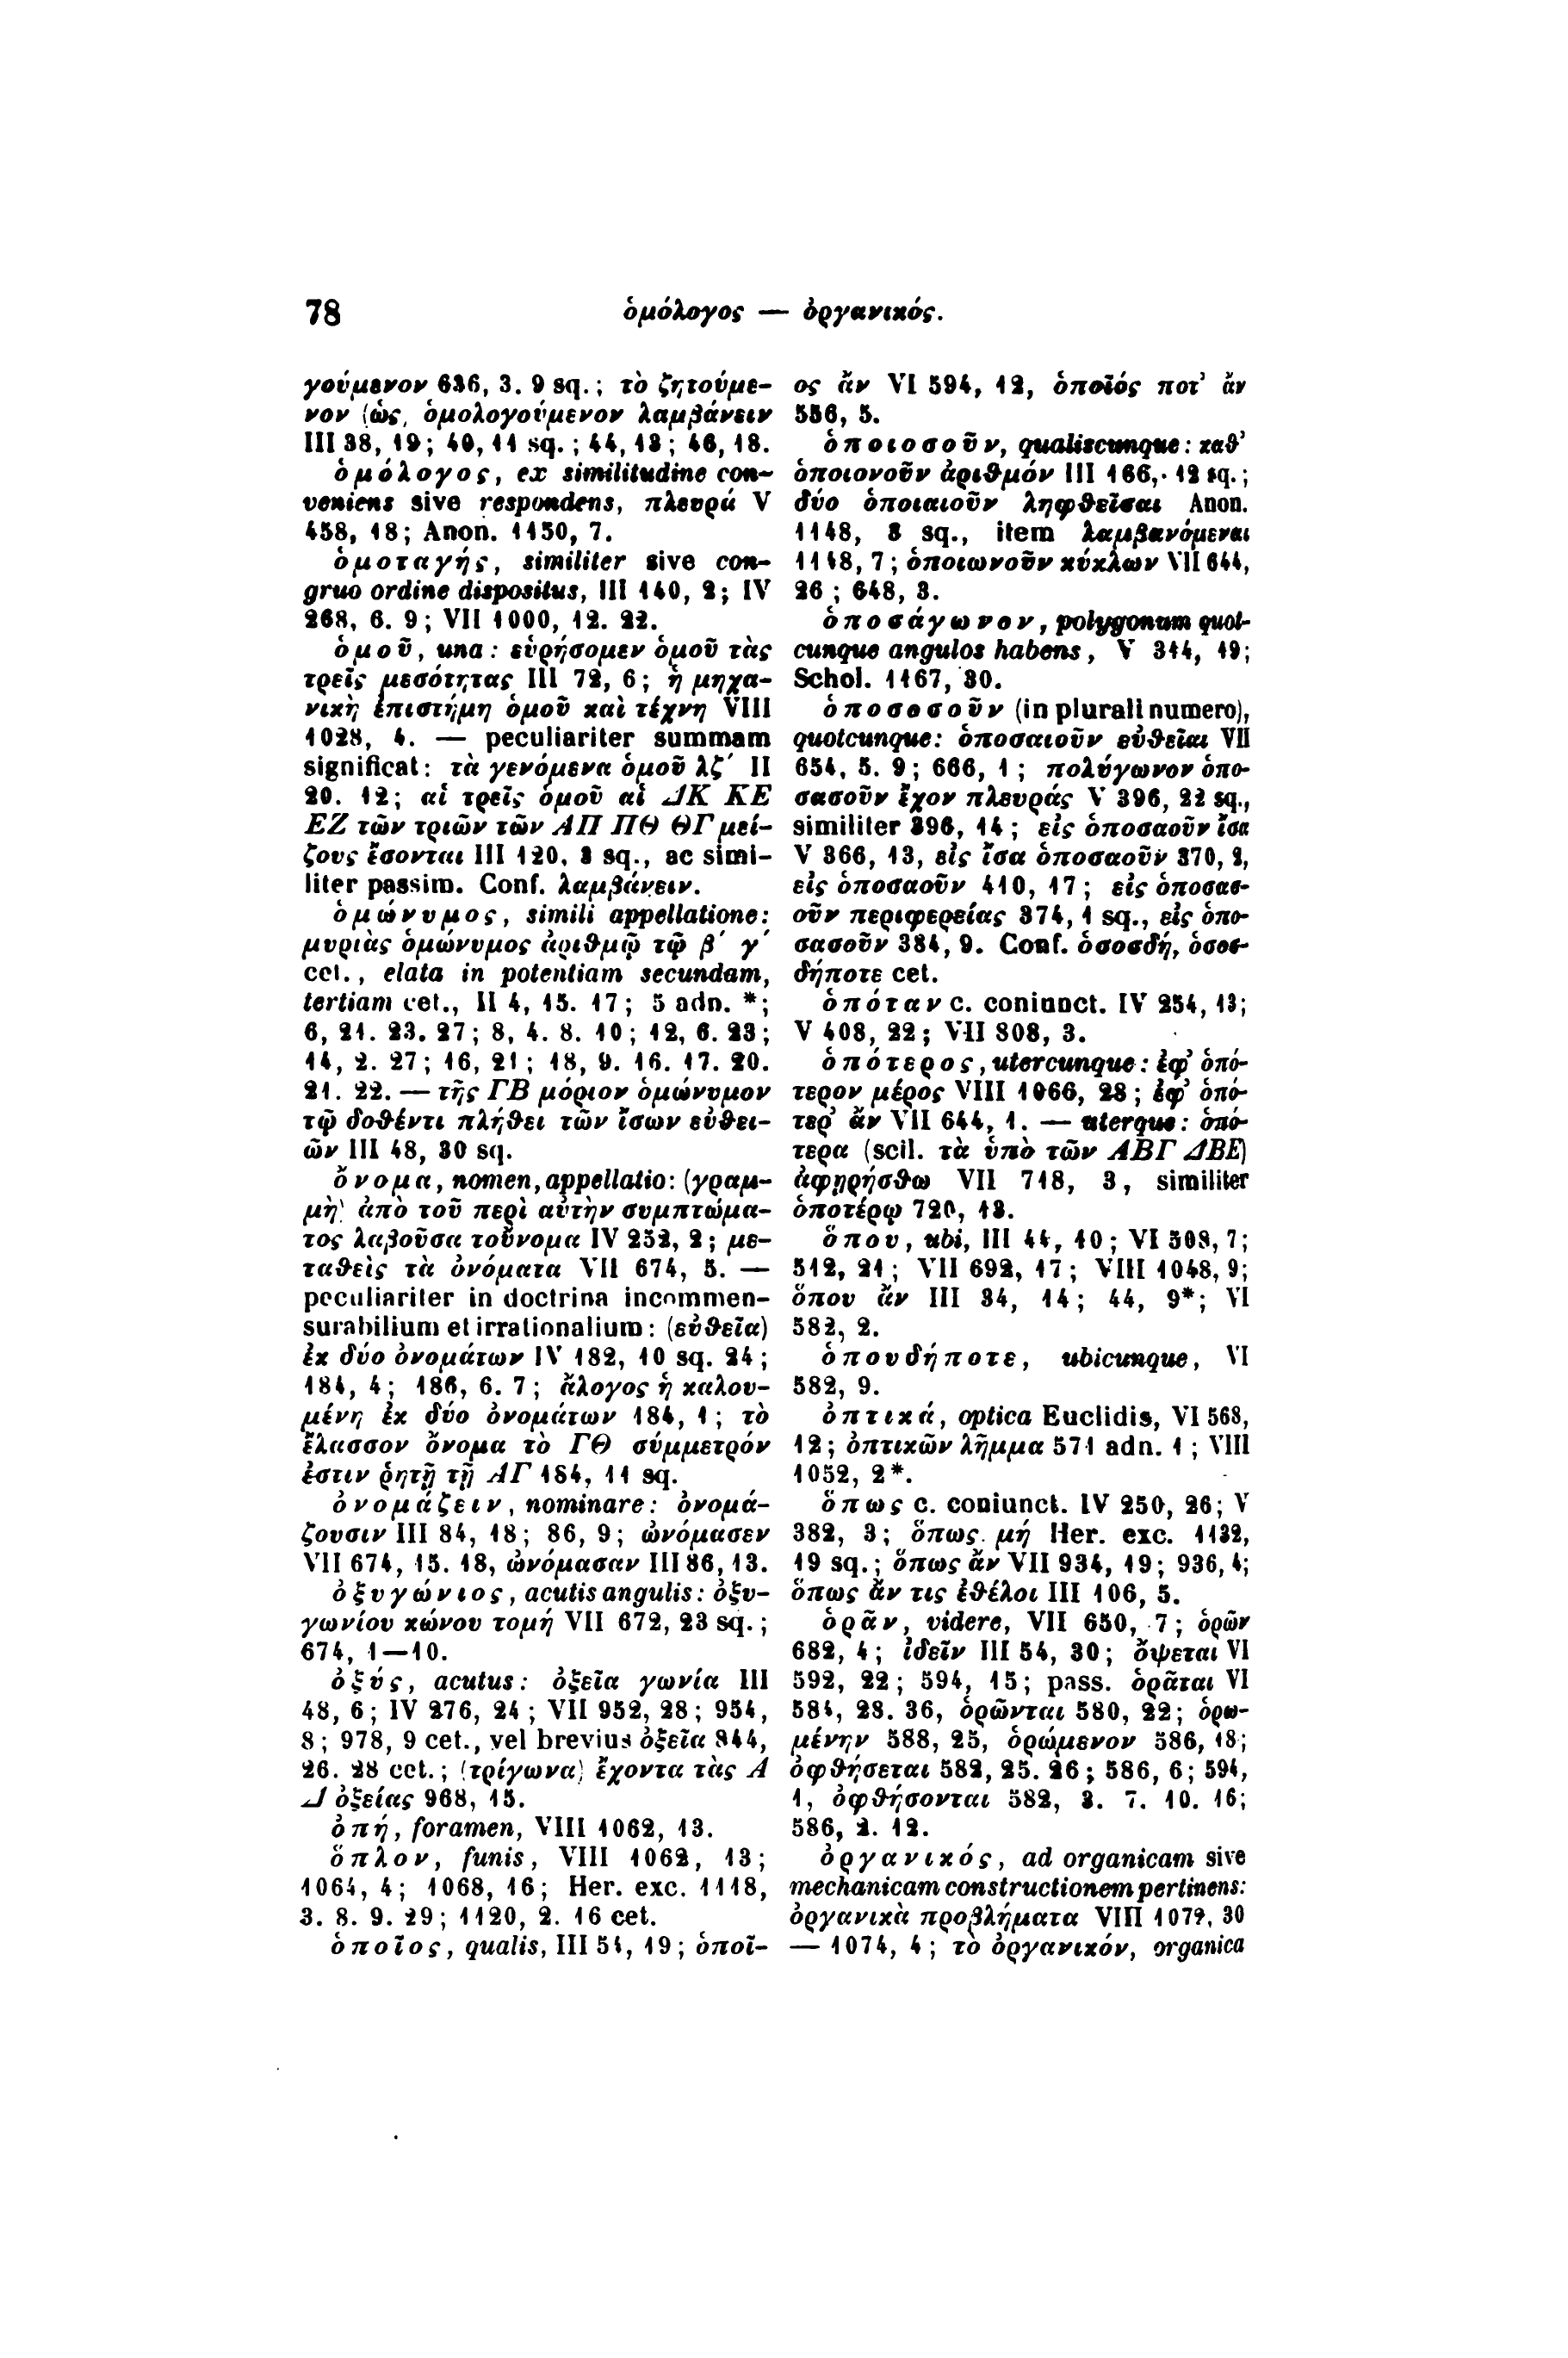 78
ὁμόλογος — ὀργανικός.
γούμενον 636, 3. 9 sq.; τὸ ζητούμε-
νον (ὡς) ὁμολογούμενον λαμβάνειν
III 38, 19; 40, 11 sq.; 44, 13; 46, 18.
ὁμόλογος, ex similitudine con-
veniens sive respondens, πλευρά V
458, 18; Anon. 1150, 7.
ὁμοταγής, similiter sive con-
gruo ordine dispositus, III 140, 2; IV
268, 6. 9; VII 1000, 12. 22.
ὁμοῦ, una: εὑρήσομεν ὁμοῦ τὰς
τρεῖς μεσότητας III 72, 6; ἡ μηχα-
νικὴ ἐπιστήμη ὁμοῦ καὶ τέχνη VIII
1028, 4. — peculiariter summam
significat: τὰ γενόμενα ὁμοῦ λζʹ II
20. 12; αἱ τρεῖς ὁμοῦ αἱ ΔΚ ΚΕ
ΕΖ τῶν τριῶν τῶν ΑΠ ΠΘ ΘΓ μεί-
ζους ἔσονται III 120, 3 sq., ac simi-
liter passim. Conf. λαμβάνειν.
ὁμώνυμος, simili appellatione:
μυριὰς ὁμώνυμος ἀριθμῷ τῷ βʹ γʹ
cet., elata in potentiam secundam,
tertiam cet., II 4, 15. 17; 5 adn. *;
6, 21. 23. 27; 8, 4. 8. 10; 12, 6. 23;
14, 2. 27; 16, 21; 18, 9. 16. 17. 20.
21. 22. — τῆς ΓΒ μόριον ὁμώνυμον
τῷ δοθέντι πλήθει τῶν ἴσων εὐθει-
ῶν III 48, 30 sq.
ὄνομα, nomen, appellatio: (γραμ-
μὴ) ἀπὸ τοῦ περὶ αὐτὴν συμπτώμα-
τος λαβοῦσα τοὔνομα IV 252, 2; με-
ταθεὶς τὰ ὀνόματα VII 674, 5. —
peculiariter in doctrina incommen-
surabilium et irrationalium: (εὐθεῖα)
ἐκ δύο ὀνομάτων IV 182, 10 sq. 24;
184, 4; 186, 6. 7; ἄλογος ἡ καλου-
μένη ἐκ δύο ὀνομάτων 184, 1; τὸ
ἔλασσον ὄνομα τὸ ΓΘ σύμμετρόν
ἐστιν ῥητῇ τῇ ΑΓ 184, 11 sq.
ὀνομάζειν, nominare: ὀνομά-
ζουσιν III 84, 18; 86, 9; ὠνόμασεν
VII 674, 15. 18, ὠνόμασαν III 86, 13.
ὀξυγώνιος, acutis angulis: ὀξυ-
γωνίου κώνου τομή VII 672, 23 sq.;
674, 1—10.
ὀξύς, acutus: ὀξεῖα γωνία III
48, 6; IV 276, 24; VII 952, 28; 954,
8; 978, 9 cet., vel brevius ὀξεῖα 844,
26. 28 cet.; (τρίγωνα) ἔχοντα τὰς Α
Δ ὀξείας 968, 15.
ὀπή, foramen, VIII 1062, 13.
ὅπλον, funis, VIII 1062, 13;
1064, 4; 1068, 16; Her. exc. 1118,
3. 8. 9. 29; 1120, 2. 16 cet.
ὁποῖος, qualis, III 54, 19; ὁποῖ-
ος ἄν VI 594, 12, ὁποῖός ποτ’ ἄν
556, 5.
ὁποιοσοῦν, qualiscunque: καθ’
ὁποιονοῦν ἀριθμόν III 166, 12 sq.;
δύο ὁποιαιοῦν ληφθεῖσαι Anon.
1148, 3 sq., item λαμβανόμεναι
1148, 7; ὁποιωνοῦν κύκλων VII 644,
26; 648, 3.
ὁποσάγωνον, polygonum quot-
cunque angulos habens, V 314, 19;
Schol. 1167, 30.
ὁποσοσοῦν (in plurali numero),
quotcunque: ὁποσαιοῦν εὐθεῖαι VII
654, 5. 9; 666, 1; πολύγωνον ὁπο-
σασοῦν ἔχον πλευράς V 396, 22 sq.,
similiter 396, 14; εἰς ὁποσαοῦν ἴσα
V 366, 13, εἰς ἴσα ὁποσαοῦν 370, 2,
εἰς ὁποσαοῦν 410, 17; εἰς ὁποσασ-
οῦν περιφερείας 374, 1 sq., εἰς ὁπο-
σασοῦν 384, 9. Conf. ὁσοσδή, ὁσοσ-
δήποτε cet.
ὁπόταν c. coniunct. IV 254, 13;
V 408, 22; VII 808, 3.
ὁπότερος, utercunque: ἐφ’ ὁπό-
τερον μέρος VIII 1066, 28; ἐφ’ ὁπό-
τερ’ ἄν VII 644, 1. — uterque: ὁπό-
τερα (scil. τὰ ὑπὸ τῶν ΑΒΓ ΔΒΕ)
ἀφῃρήσθω VII 718, 3, similiter
ὁποτέρῳ 720, 13.
ὅπου, ubi, III 44, 10; VI 508, 7;
512, 21; VII 692, 17; VIII 1048, 9;
ὅπου ἄν III 34, 14; 44, 9*; VI
582, 2.
ὁπουδήποτε, ubicunque, VI
582, 9.
ὀπτικά, optica Euclidis, VI 568,
12; ὀπτικῶν λῆμμα 571 adn. 1; VIII
1052, 2*.
ὅπως c. coniunct. IV 250, 26; V
382, 3; ὅπως μή Her. exc. 1132,
19 sq.; ὅπως ἄν VII 934, 19; 936, 4;
ὅπως ἄν τις ἐθέλοι III 106, 5.
ὁρᾶν, videre, VII 650, 7; ὁρῶν
682, 4; ἰδεῖν III 54, 30; ὄψεται VI
592, 22; 594, 15; pass. ὁρᾶται VI
584, 28. 36, ὁρῶνται 580, 22; ὁρω-
μένην 588, 25, ὁρώμενον 586, 18;
ὀφθήσεται 582, 25. 26; 586, 6; 594,
1, ὀφθήσονται 582, 3. 7. 10. 16;
586, 2. 12.
ὀργανικός, ad organicam sive
mechanicam constructionem pertinens:
ὀργανικὰ προβλήματα VIII 1072, 30
— 1074, 4; τὸ ὀργανικόν, organica